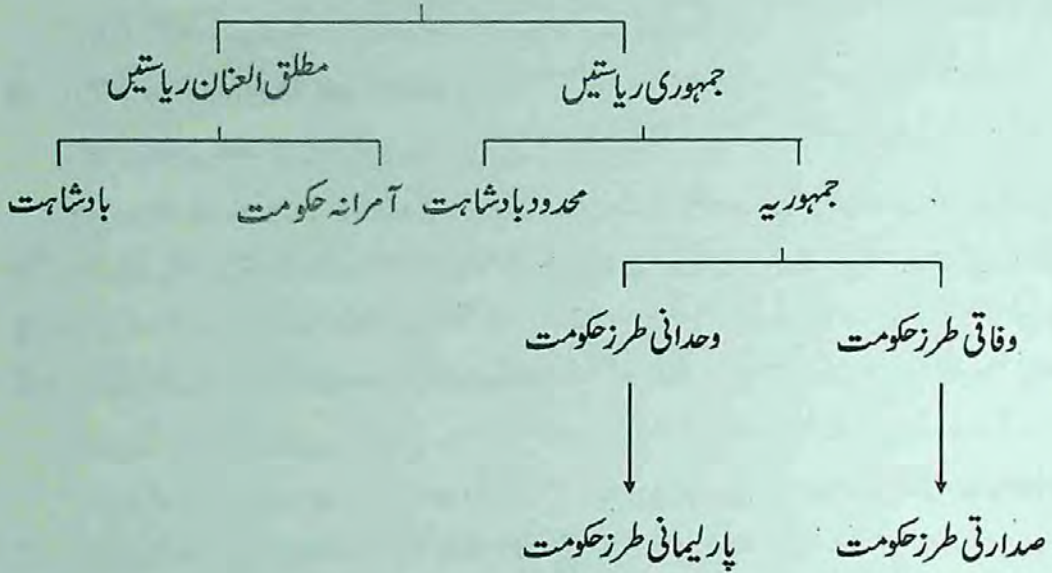 جمہوری ریاستیں مطلق العنان ریاستیں
جمہوریہ محدود بادشاہت آمرانہ حکومت بادشاہت
وفاقی طرز حکومت وحدانی طرز حکومت
صدارتی طرز حکومت پارلیمانی طرز حکومت